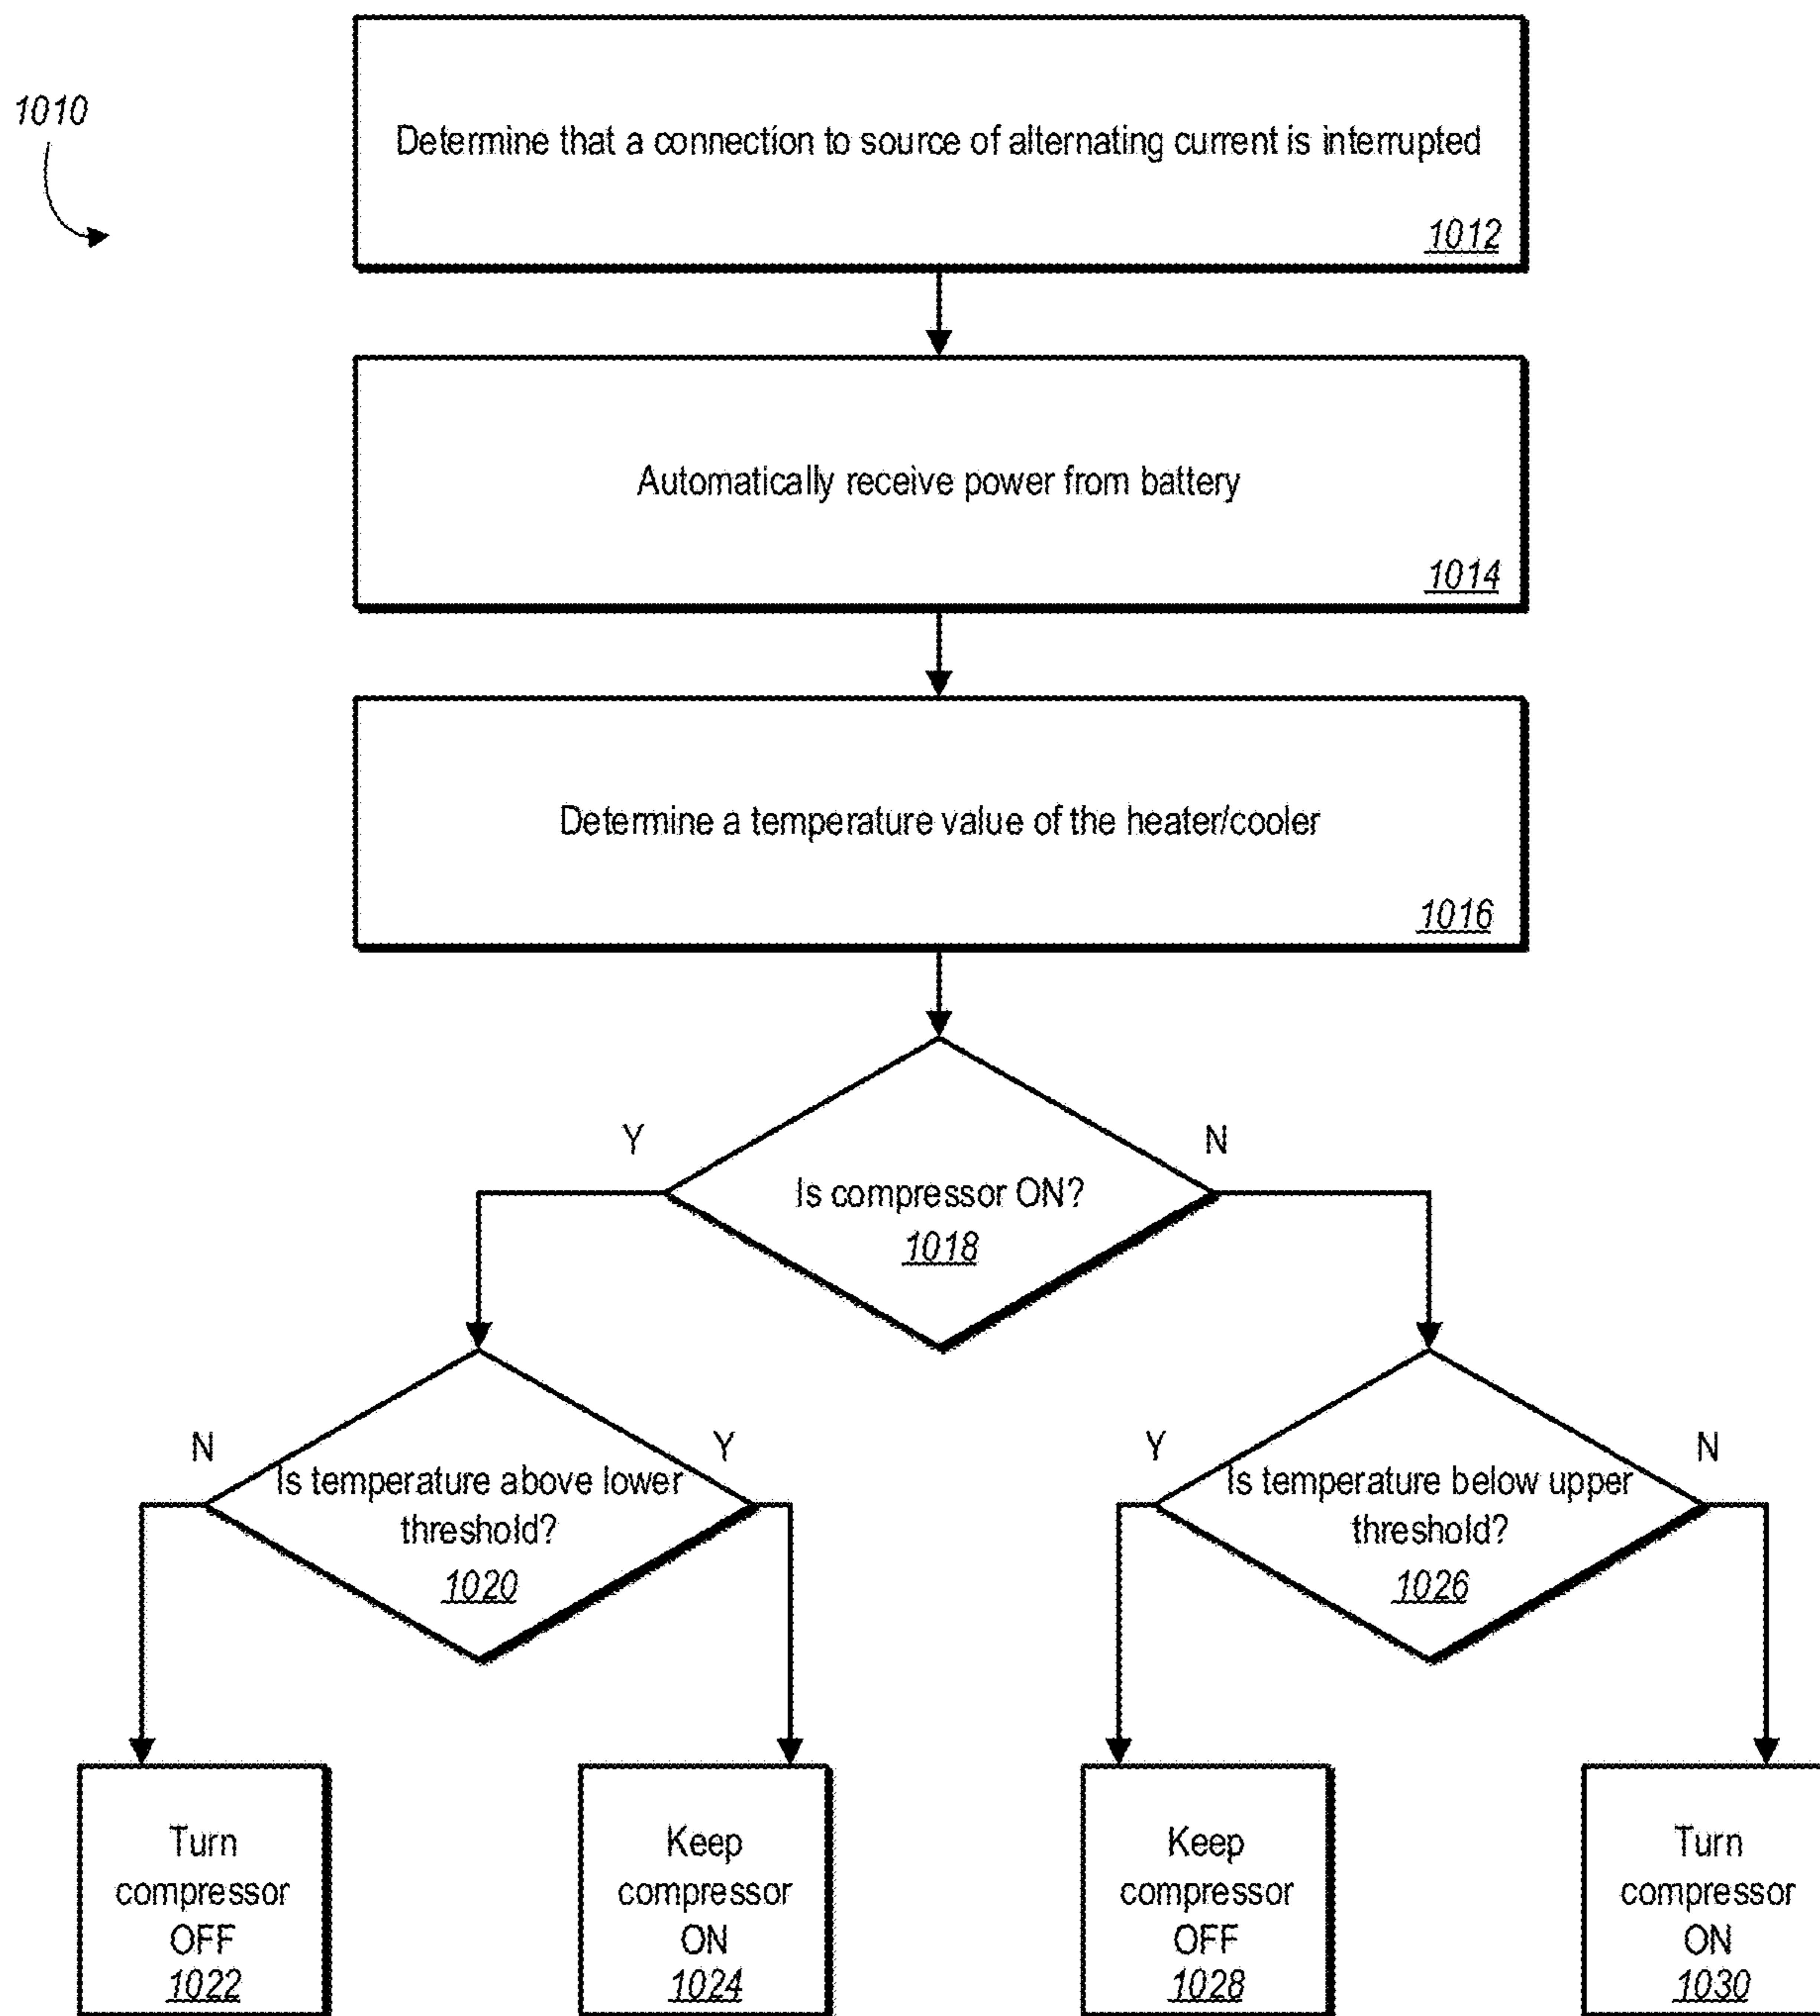 1010
Determine that a connection to source of alternating current is interrupted
1012
Automatically receive power from battery
1014
Determine a temperature value of the heater/cooler
1016
Y
N
Is compressor ON?
1018
N
Y
Is temperature above lower
threshold?
1020
Y
N
Is temperature below upper
threshold?
1026
Turn
compressor
OFF
1022
Keep
compressor
ON
1024
Keep
compressor
OFF
1028
Turn
compressor
ON
1030